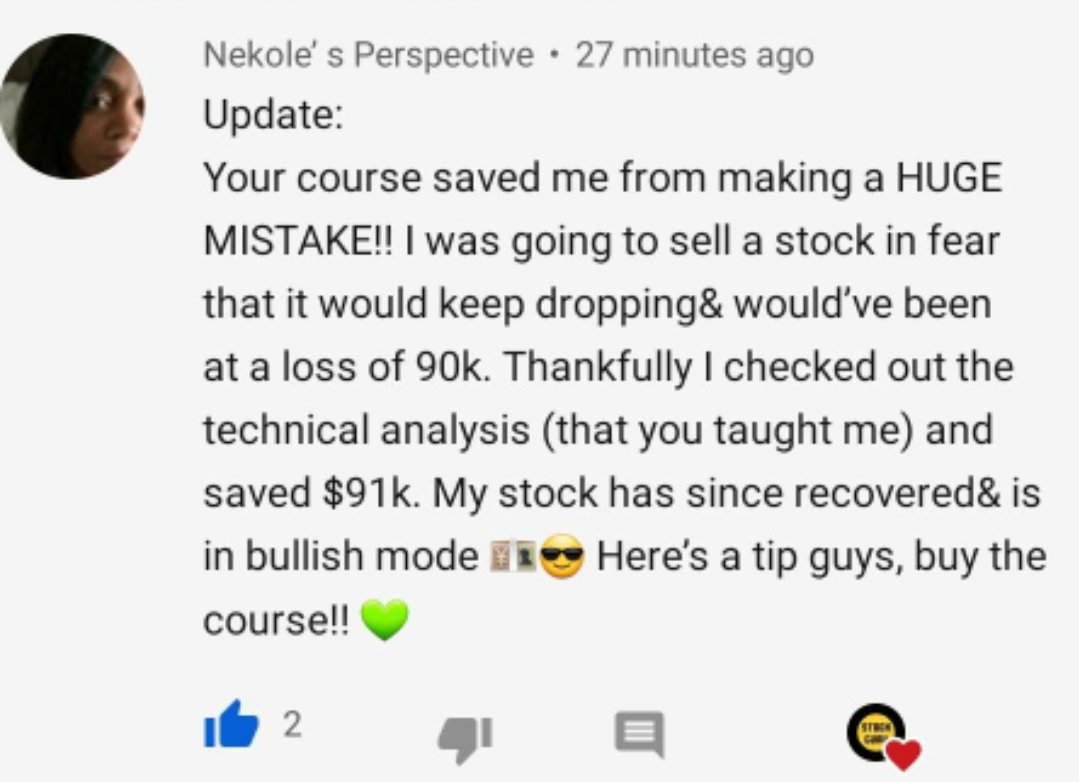 Nekole’ s Perspective • 27 minutes ago
Update:
Your course saved me from making a HUGE
MISTAKE!! I was going to sell a stock in fear
that it would keep dropping& would’ve been
at a loss of 90k. Thankfully I checked out the
technical analysis (that you taught me) and
saved $91k. My stock has since recovered& is
in bullish mode 💴😎 Here’s a tip guys, buy the
course!! 💚
2
STOCK